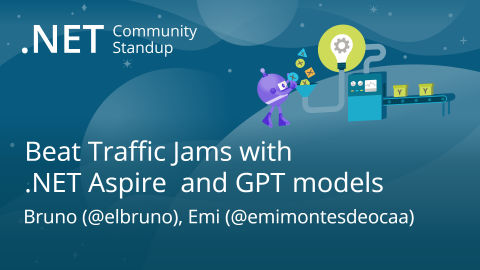 .NET Community
Standup
Beat Traffic Jams with
.NET Aspire and GPT models
Bruno (@elbruno), Emi (@emimontesdeocaa)